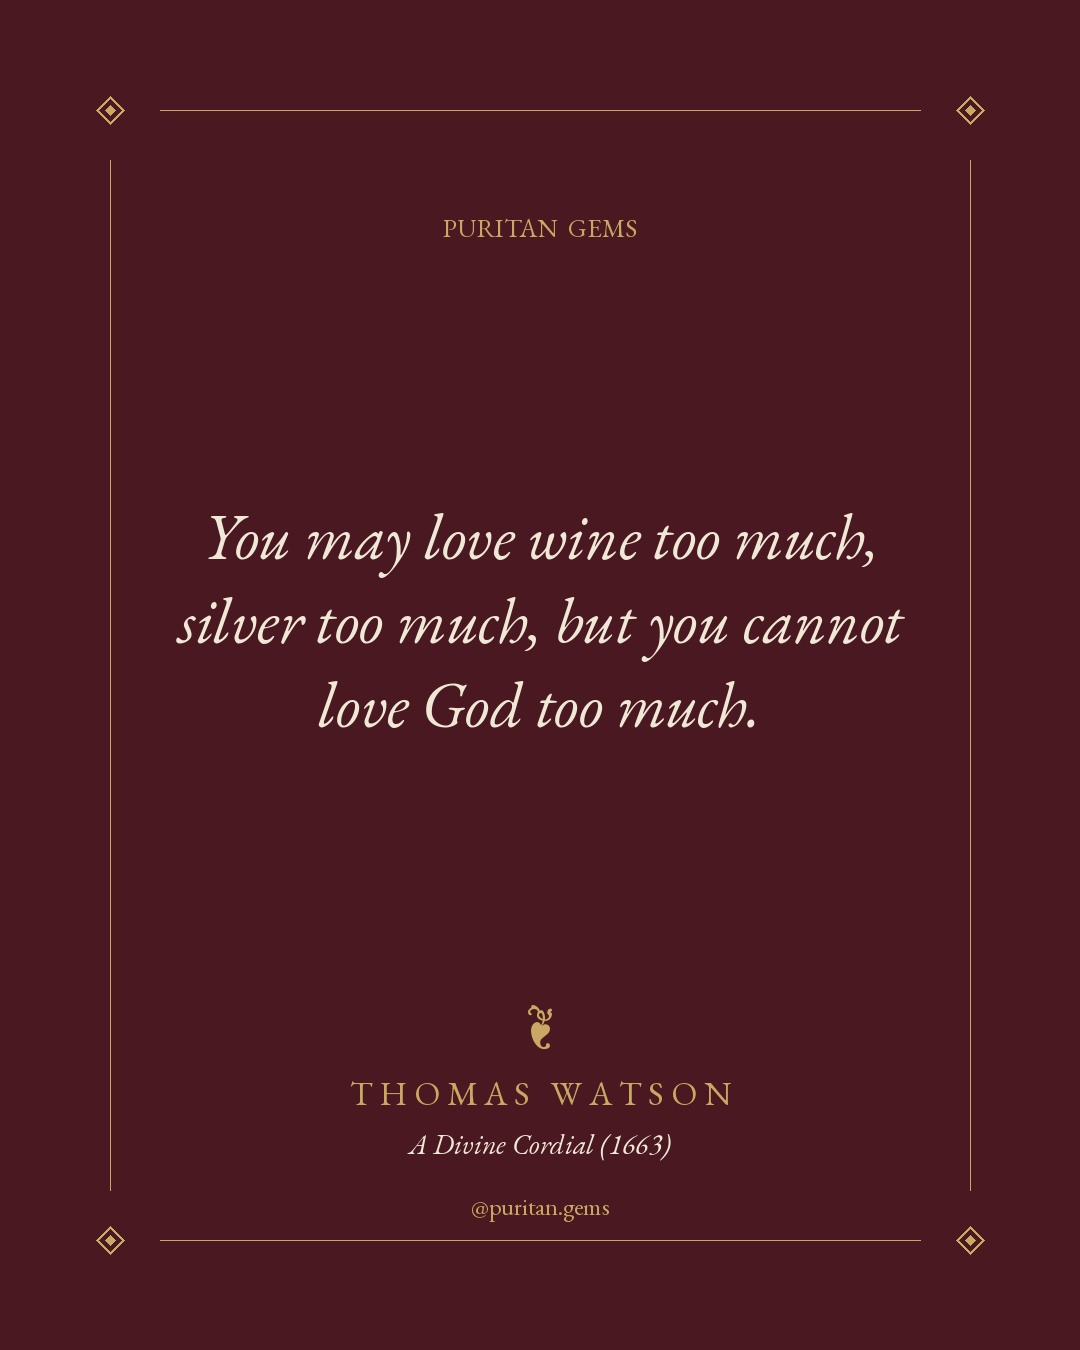 PURITAN GEMS
You may love wine too much,
silver too much, but you cannot
love God too much.
THOMAS WATSON
A Divine Cordial (1663)
@puritan.gems